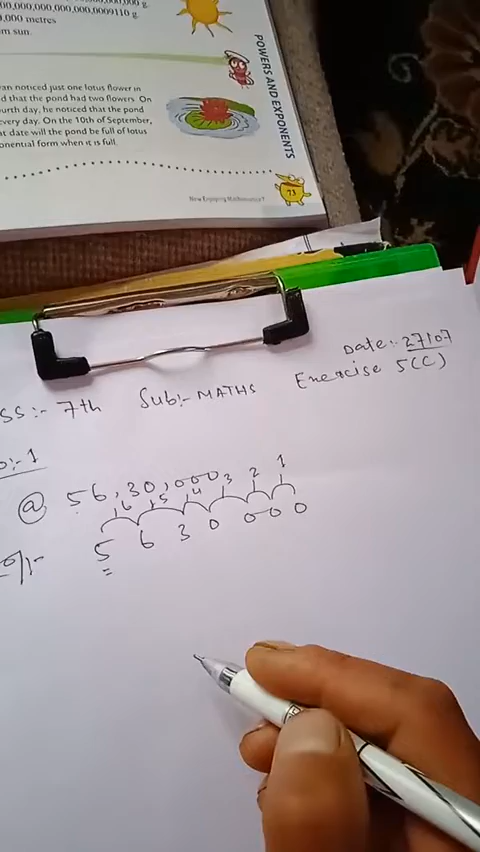 00,000,000,000,000,0009110 g
,000 metres
m sun.
an noticed just one lotus flower in
d that the pond had two flowers. On
urth day, he noticed that the pond
every day. On the 10th of September,
at date will the pond be full of lotus
onential form when it is full.
POWERS AND EXPONENTS
New Enjoying Mathematics-7
73
Date:- 27/07
SS:- 7th Sub:- MATHS Exercise 5(C)
o:-1
@ 56,30,000
6 5 4 3 2 1
5 6 3 0 0 0 0